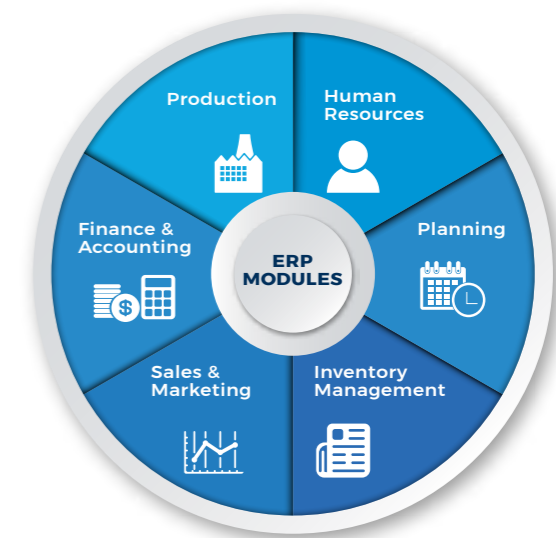 Production
Human
Resources
Finance &
Accounting
Planning
ERP
MODULES
Sales &
Marketing
Inventory
Management
$